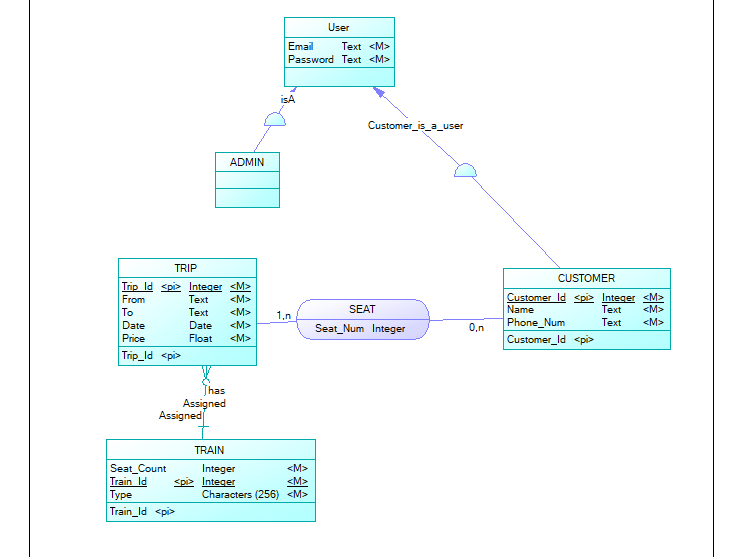 User
Email Text <M>
Password Text <M>
isA
Customer_is_a_user
ADMIN
TRIP
Trip_Id <pi> Integer <M>
From Text <M>
To Text <M>
Date Date <M>
Price Float <M>
Trip_Id <pi>
1,n
SEAT
Seat_Num Integer
0,n
CUSTOMER
Customer_Id <pi> Integer <M>
Name Text <M>
Phone_Num Text <M>
Customer_Id <pi>
has
Assigned
Assigned
TRAIN
Seat_Count Integer <M>
Train_Id <pi> Integer <M>
Type Characters (256) <M>
Train_Id <pi>